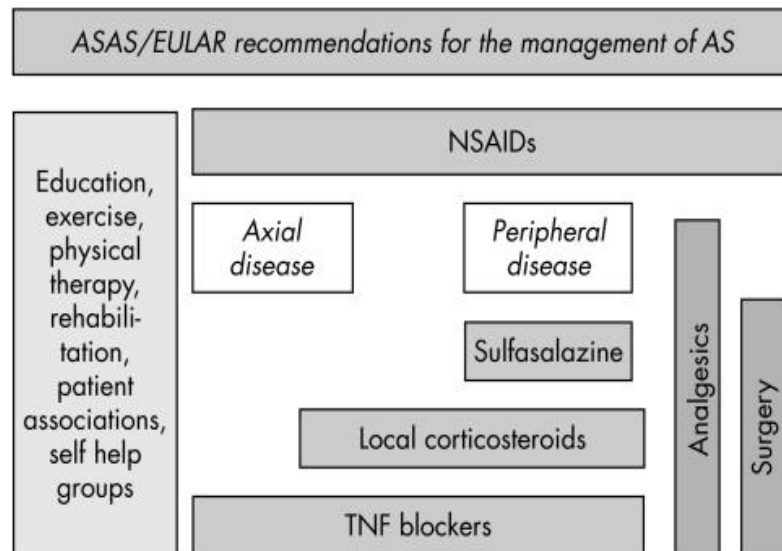 ASAS/EULAR recommendations for the management of AS
NSAIDs
Education,
exercise,
physical
therapy,
rehabili-
tation,
patient
associations,
self help
groups
Axial
disease
Peripheral
disease
Sulfasalazine
Local corticosteroids
TNF blockers
Analgesics
Surgery